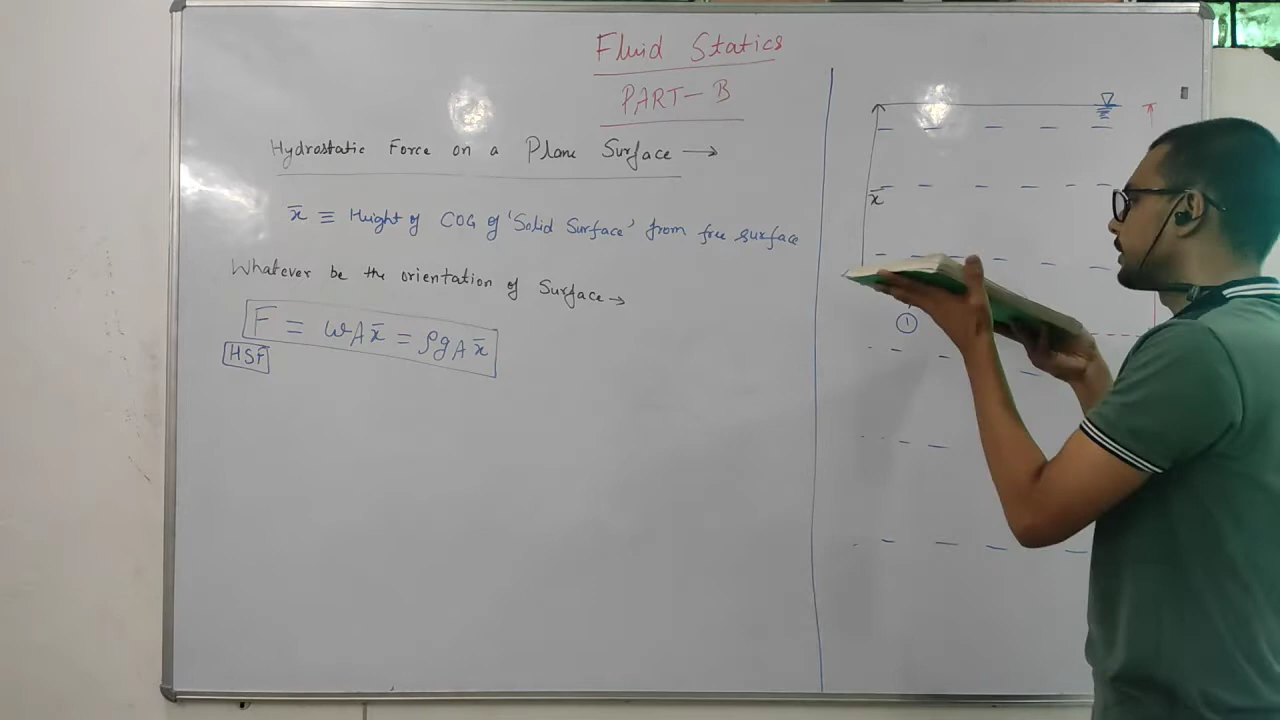 Fluid Statics
PART-B
Hydrostatic Force on a Plane Surface →
x̄ ≡ Height of COG of 'Solid Surface' from free surface
Whatever be the orientation of Surface →
F = wAx̄ = ρgAx̄
HSF
x̄
1